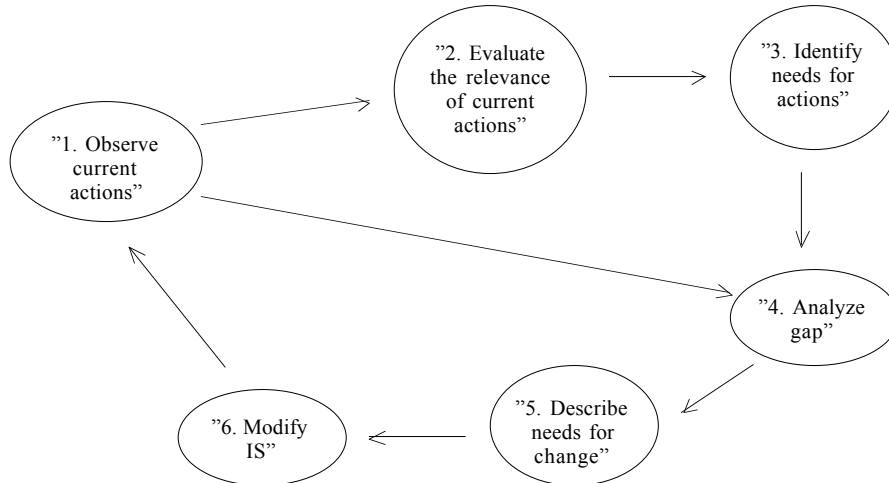 ”1. Observe
current
actions”
”2. Evaluate
the relevance
of current
actions”
”3. Identify
needs for
actions”
”4. Analyze
gap”
”5. Describe
needs for
change”
”6. Modify
IS”